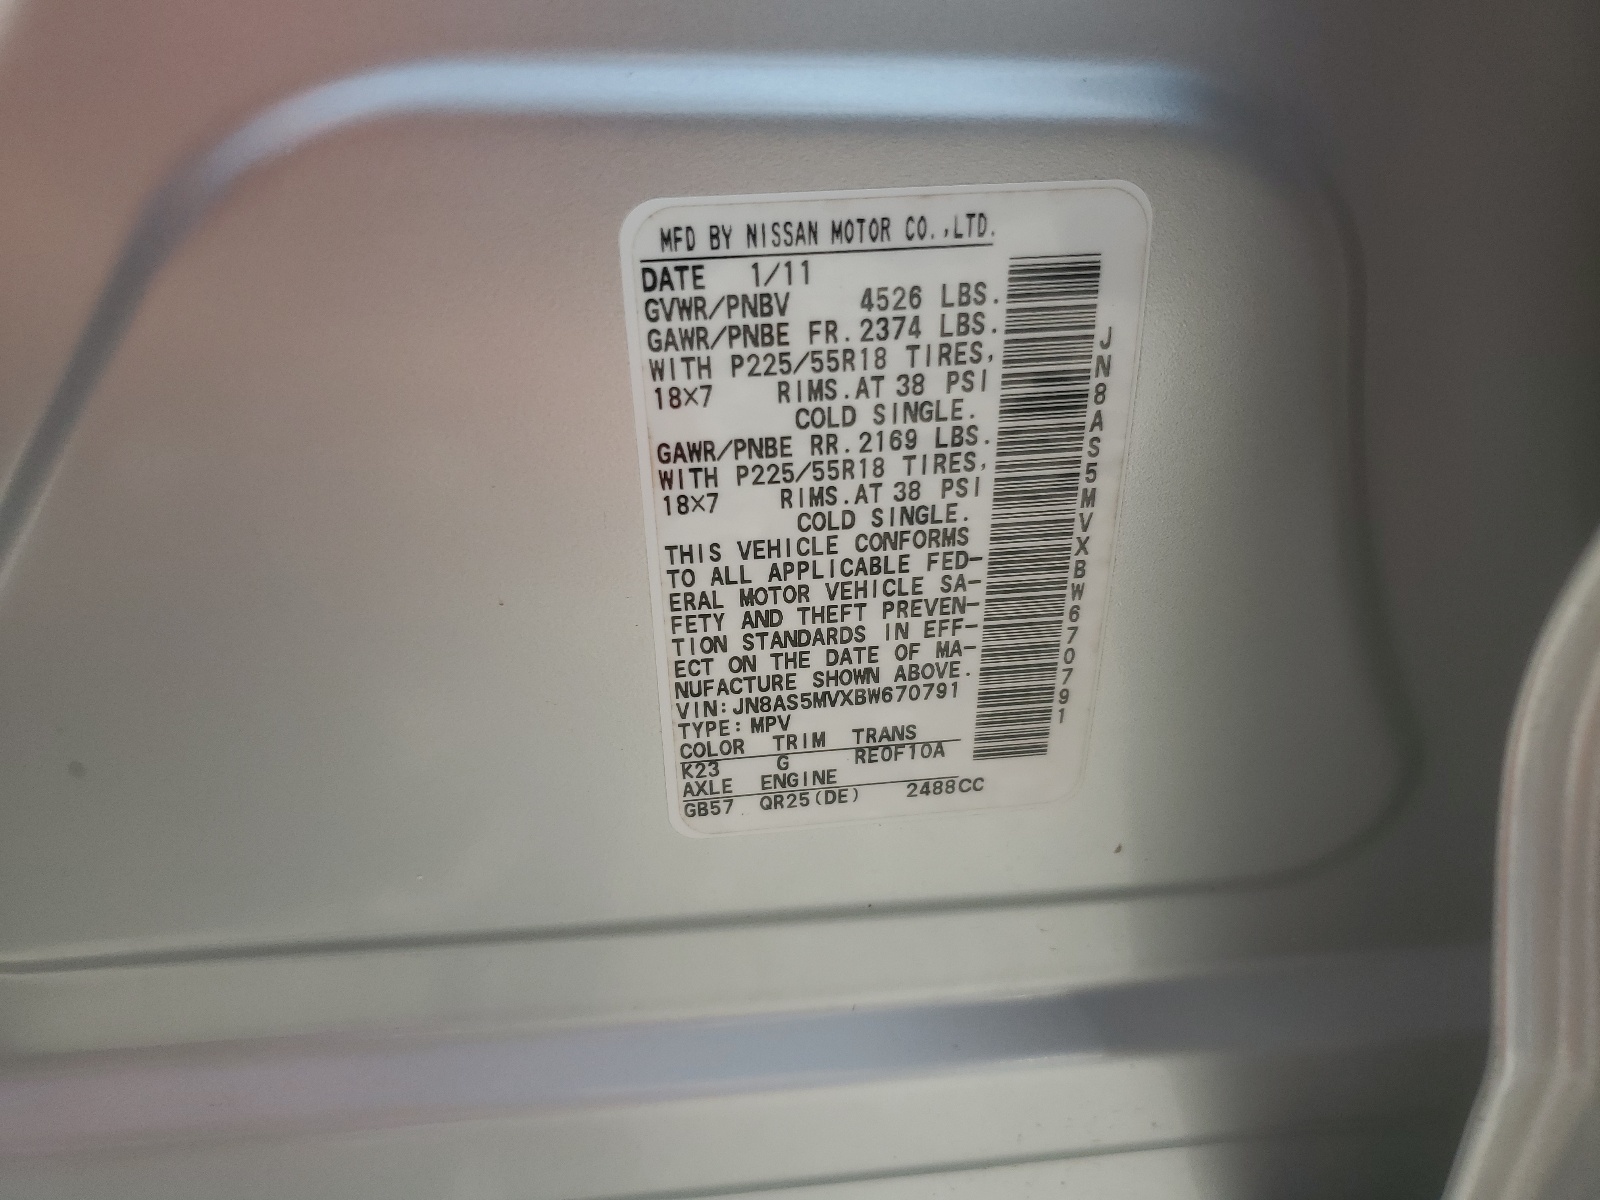 MFD BY NISSAN MOTOR CO.,LTD.
DATE 1/11
GVWR/PNBV 4526 LBS.
GAWR/PNBE FR. 2374 LBS.
WITH P225/55R18 TIRES,
18×7 RIMS.AT 38 PSI
COLD SINGLE.
GAWR/PNBE RR. 2169 LBS.
WITH P225/55R18 TIRES,
18×7 RIMS.AT 38 PSI
COLD SINGLE.
THIS VEHICLE CONFORMS
TO ALL APPLICABLE FED-
ERAL MOTOR VEHICLE SA-
FETY AND THEFT PREVEN-
TION STANDARDS IN EFF-
ECT ON THE DATE OF MA-
NUFACTURE SHOWN ABOVE.
VIN: JN8AS5MVXBW670791
TYPE: MPV
COLOR TRIM TRANS
K23 G RE0F10A
AXLE ENGINE
GB57 QR25(DE) 2488CC
JN8AS5MVXBW670791